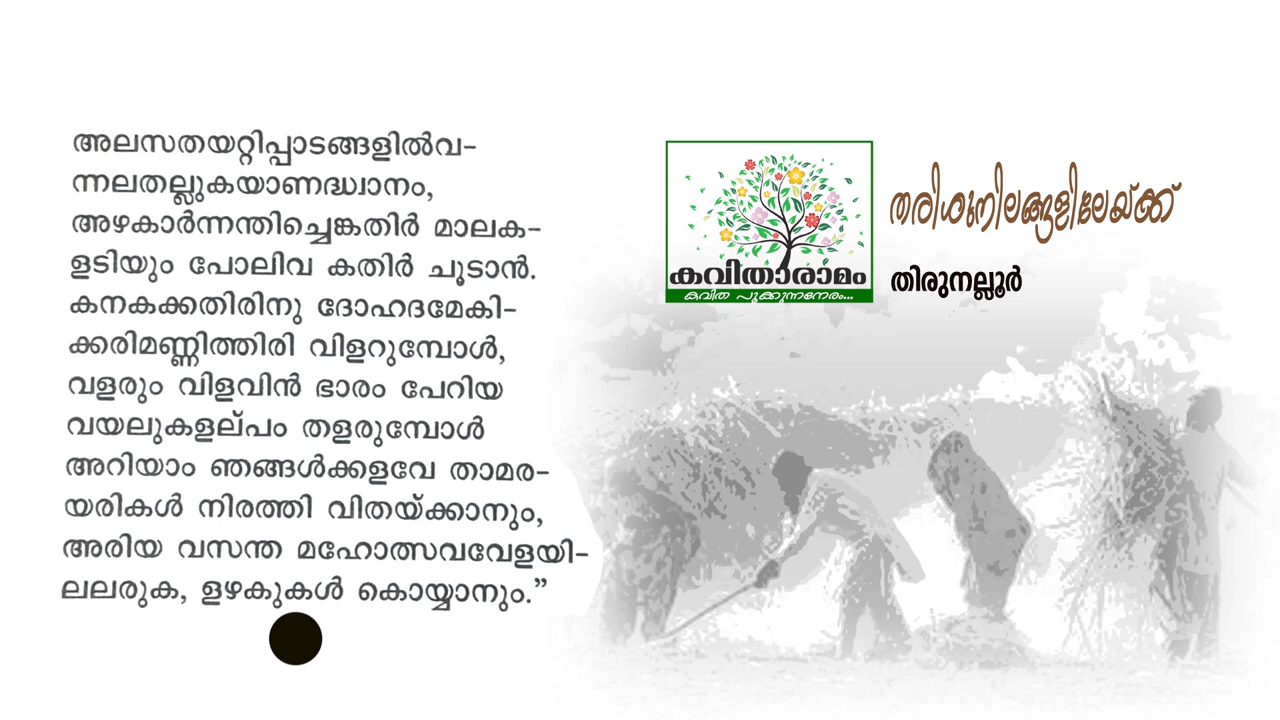 അലസതയറ്റിപ്പാടങ്ങളിൽവ-
ന്നലതല്ലുകയാണദ്ധ്വാനം,
അഴകാർന്നന്തിച്ചെങ്കതിർ മാലക-
ളടിയും പോലിവ കതിർ ചൂടാൻ.
കനകക്കതിരിനു ദോഹദമേകി-
ക്കരിമണ്ണിത്തിരി വിളറുമ്പോൾ,
വളരും വിളവിൻ ഭാരം പേറിയ
വയലുകളല്പം തളരുമ്പോൾ
അറിയാം ഞങ്ങൾക്കളവേ താമര-
യരികൾ നിരത്തി വിതയ്ക്കാനും,
അരിയ വസന്ത മഹോത്സവവേളയി-
ലലരുക, ളഴകുകൾ കൊയ്യാനും.”
കവിതാരാമം
കവിത പൂക്കുന്നനേരം...
തരിശുനിലങ്ങളിലേയ്ക്ക്
തിരുനല്ലൂർ